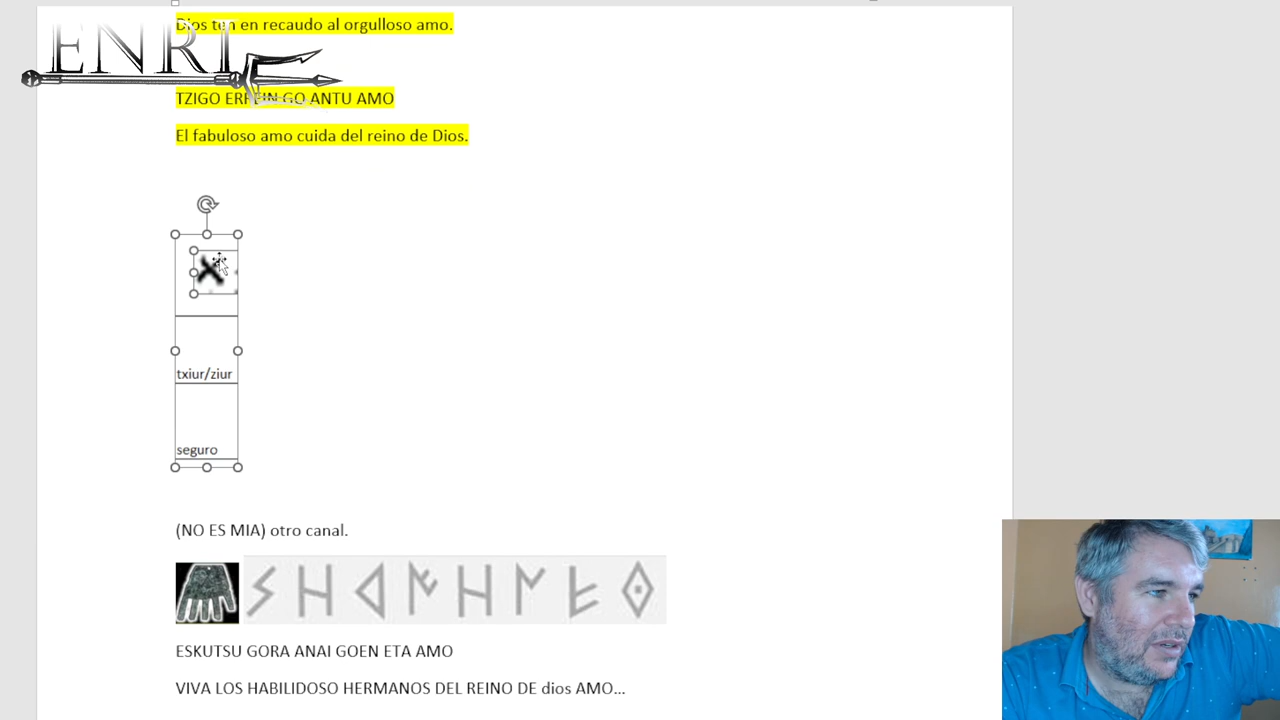 Dios ten en recaudo al orgulloso amo.
ENRI
TZIGO ERREIN GO ANTU AMO
El fabuloso amo cuida del reino de Dios.
txiur/ziur
seguro
(NO ES MIA) otro canal.
ESKUTSU GORA ANAI GOEN ETA AMO
VIVA LOS HABILIDOSO HERMANOS DEL REINO DE dios AMO...